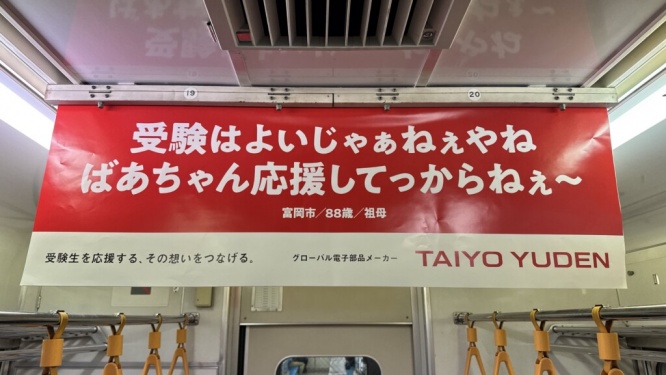 19
20
受験はよいじゃぁねぇやね
ばあちゃん応援してっからねぇ〜
富岡市/88歳/祖母
受験生を応援する、その想いをつなげる。
グローバル電子部品メーカー
TAIYO YUDEN